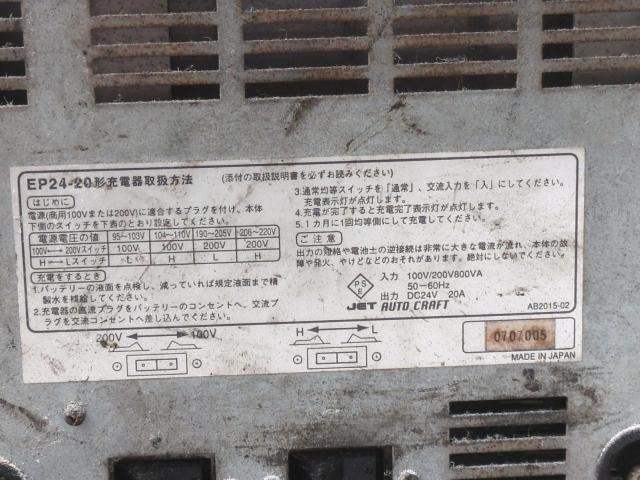 EP24-20形充電器取扱方法 (添付の取扱説明書を必ずお読みください)
はじめに
電源(商用100Vまたは200V)に適合するプラグを付け、本体
下側のスイッチを下表のとおり設定してください。
電源電圧の値 95〜103V 104〜110V 190〜205V 206〜220V
100V⟷200Vスイッチ 100V 100V 200V 200V
H⟷Lスイッチ L H L H
充電をするとき
1.バッテリーの液面を点検し、減っていれば規定液面まで精
製水を補給してください。
2.充電器の直流プラグをバッテリーのコンセントへ、交流プ
ラグを交流コンセントへ差し込んでください。
3.通常均等スイッチを「通常」、交流入力を「入」にしてください。
充電表示灯が点灯します。
4.充電が完了すると充電完了表示灯が点灯します。
5.1カ月に1回均等側にして充電してください。
ご注意
出力の短絡や電池士の逆接続は非常に大きな電流が流れ、本体の故
障や発火、やけどなどのおそれがあります。絶対にしないでください。
PSE
入力 100V/200V800VA
50−60Hz
出力 DC24V 20A
JET AUTO CRAFT
AB2015-02
200V 100V
H L
0707005
MADE IN JAPAN